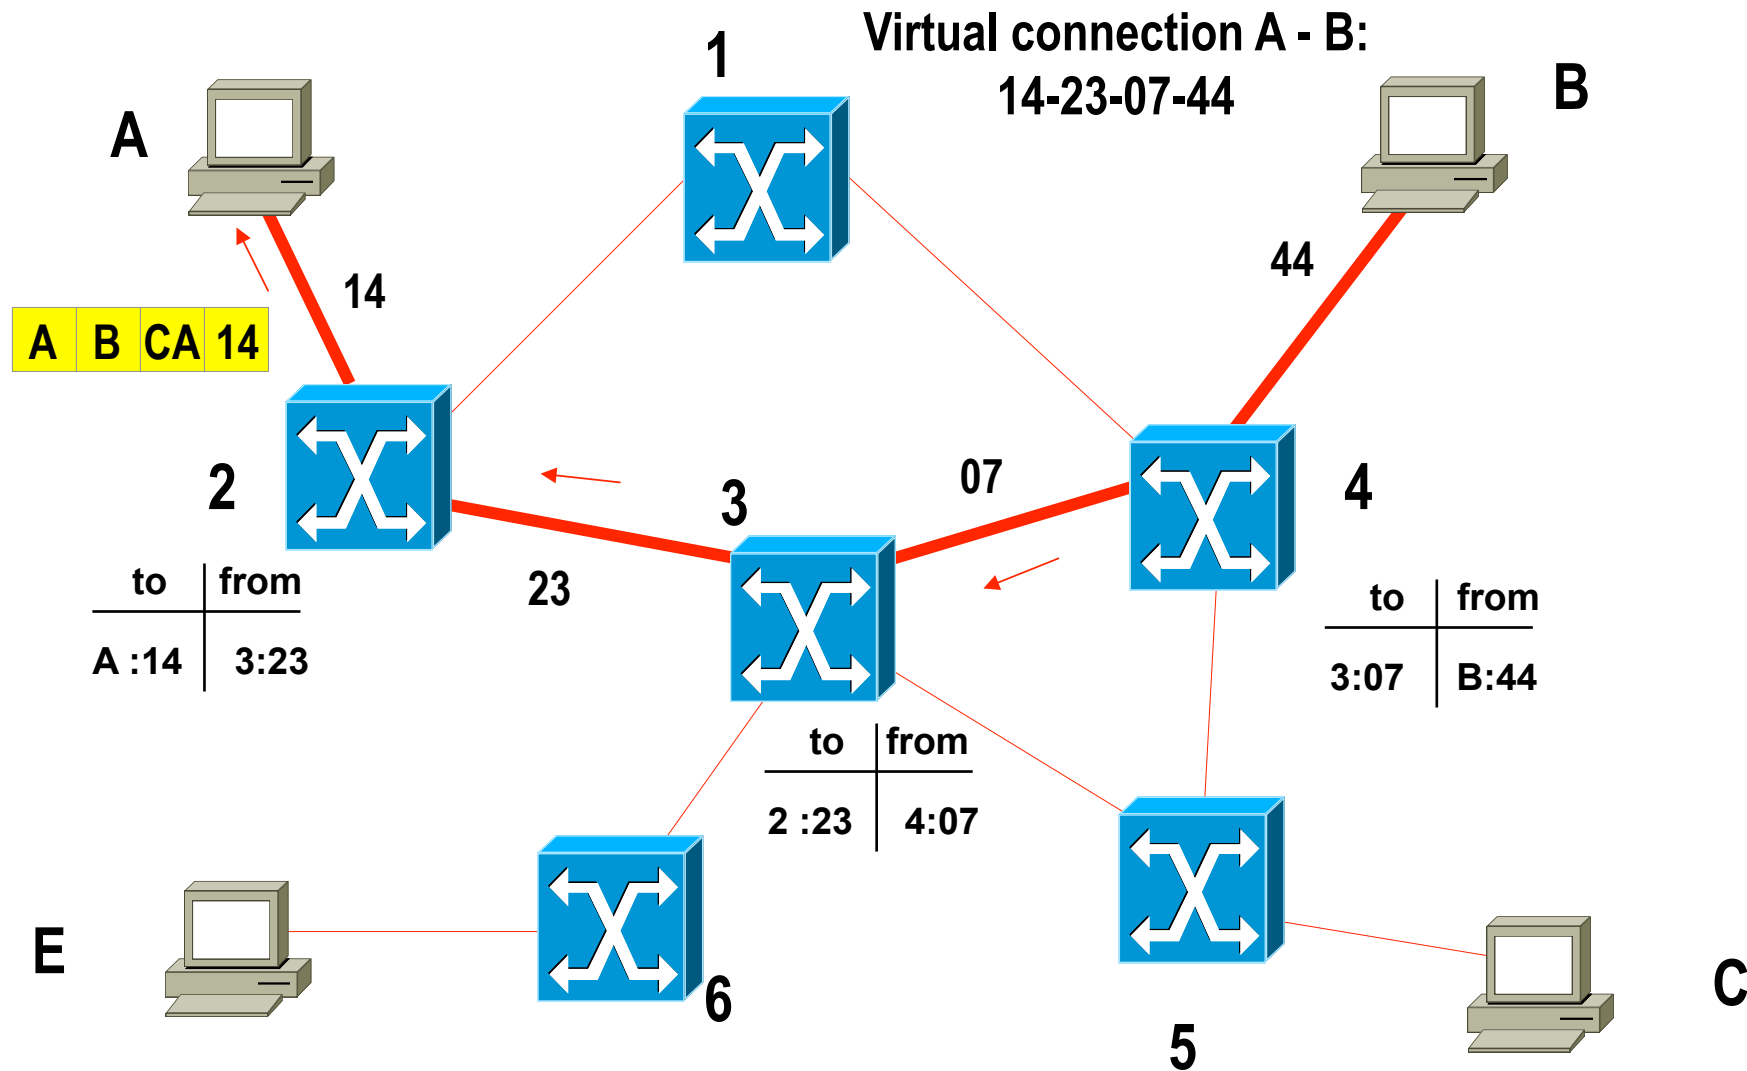 Virtual connection A - B:
14-23-07-44
1
A
B
14
44
A B CA 14
2
3
07
4
23
to from
A :14 3:23
to from
3:07 B:44
to from
2 :23 4:07
E
6
5
C